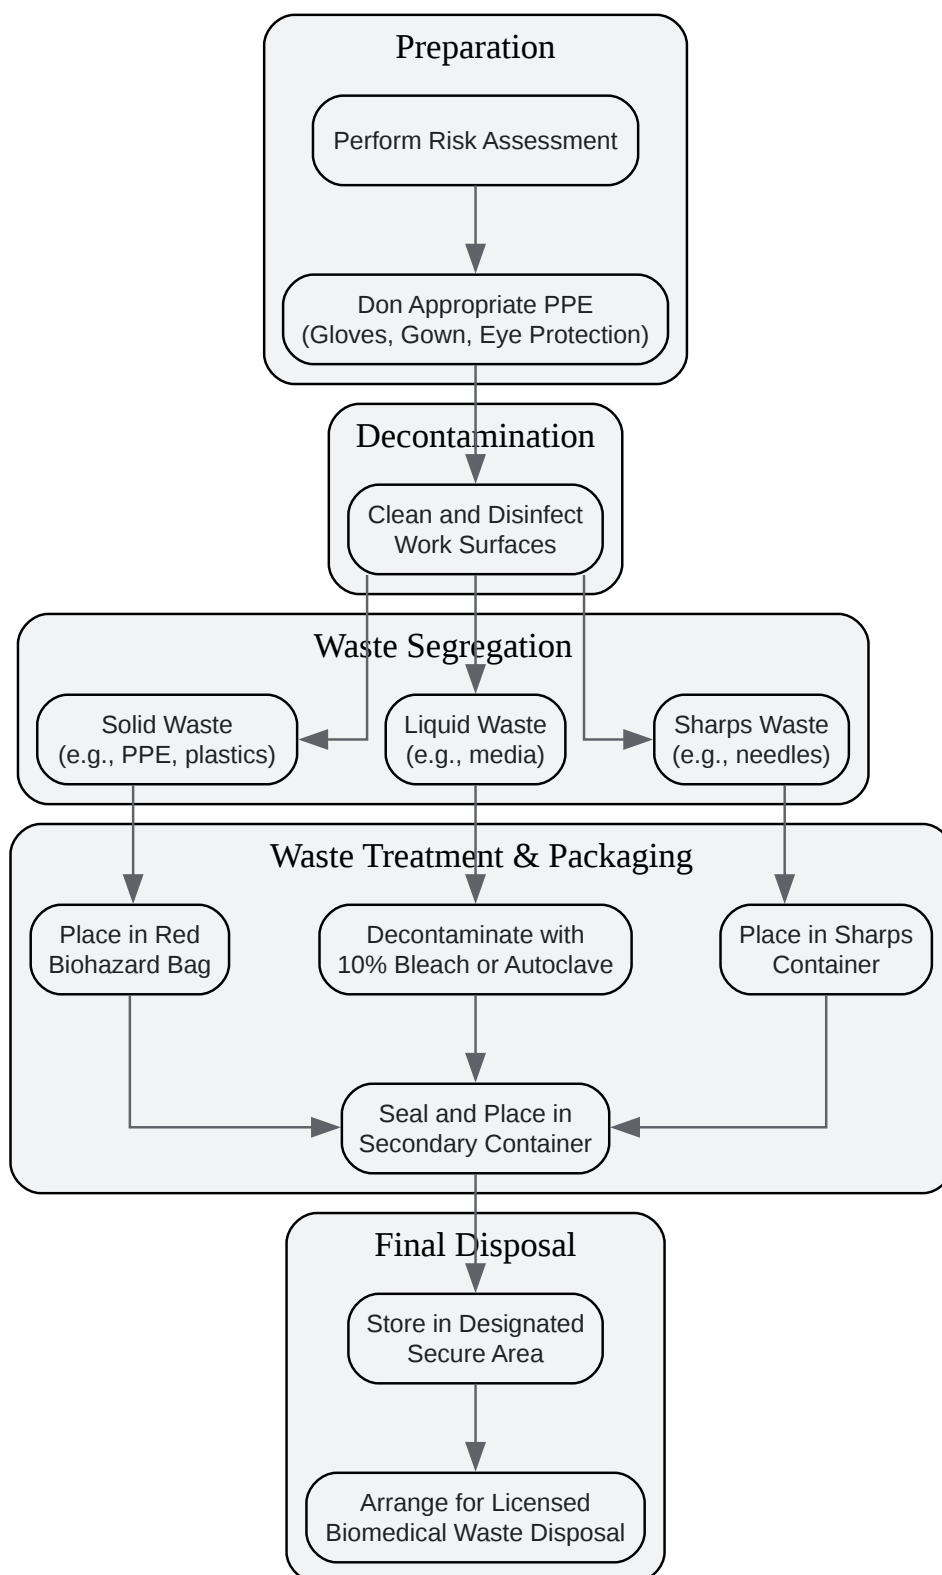 Preparation
Perform Risk Assessment
Don Appropriate PPE
(Gloves, Gown, Eye Protection)
Decontamination
Clean and Disinfect
Work Surfaces
Waste Segregation
Solid Waste
(e.g., PPE, plastics)
Liquid Waste
(e.g., media)
Sharps Waste
(e.g., needles)
Waste Treatment & Packaging
Place in Red
Biohazard Bag
Decontaminate with
10% Bleach or Autoclave
Place in Sharps
Container
Seal and Place in
Secondary Container
Final Disposal
Store in Designated
Secure Area
Arrange for Licensed
Biomedical Waste Disposal